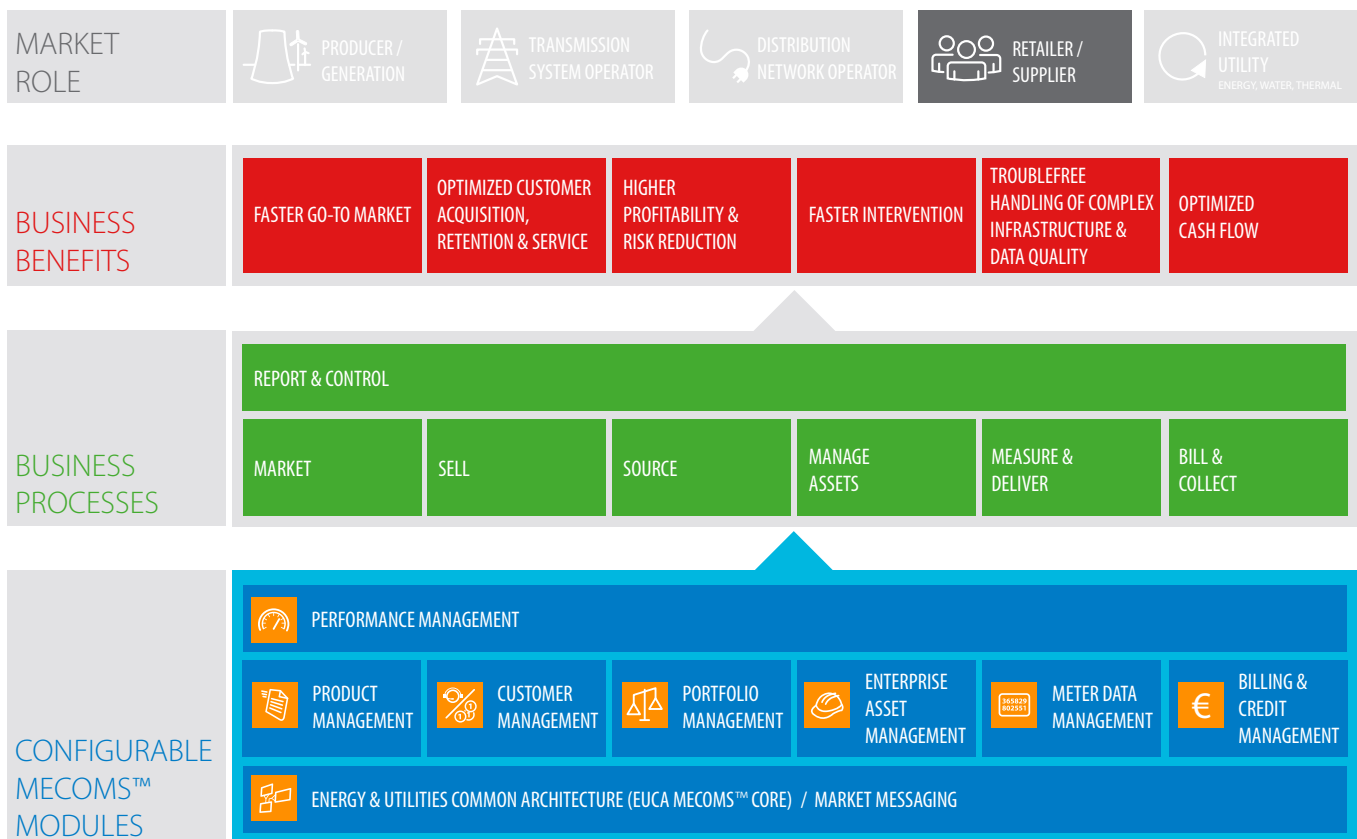 MARKET
ROLE
PRODUCER /
GENERATION
TRANSMISSION
SYSTEM OPERATOR
DISTRIBUTION
NETWORK OPERATOR
RETAILER /
SUPPLIER
INTEGRATED
UTILITY
ENERGY, WATER, THERMAL
BUSINESS
BENEFITS
FASTER GO-TO MARKET
OPTIMIZED CUSTOMER
ACQUISITION,
RETENTION & SERVICE
HIGHER
PROFITABILITY &
RISK REDUCTION
FASTER INTERVENTION
TROUBLEFREE
HANDLING OF COMPLEX
INFRASTRUCTURE &
DATA QUALITY
OPTIMIZED
CASH FLOW
BUSINESS
PROCESSES
REPORT & CONTROL
MARKET
SELL
SOURCE
MANAGE
ASSETS
MEASURE &
DELIVER
BILL &
COLLECT
CONFIGURABLE
MECOMS™
MODULES
PERFORMANCE MANAGEMENT
PRODUCT
MANAGEMENT
CUSTOMER
MANAGEMENT
PORTFOLIO
MANAGEMENT
ENTERPRISE
ASSET
MANAGEMENT
365829
802551
METER DATA
MANAGEMENT
€
BILLING &
CREDIT
MANAGEMENT
ENERGY & UTILITIES COMMON ARCHITECTURE (EUCA MECOMS™ CORE) / MARKET MESSAGING